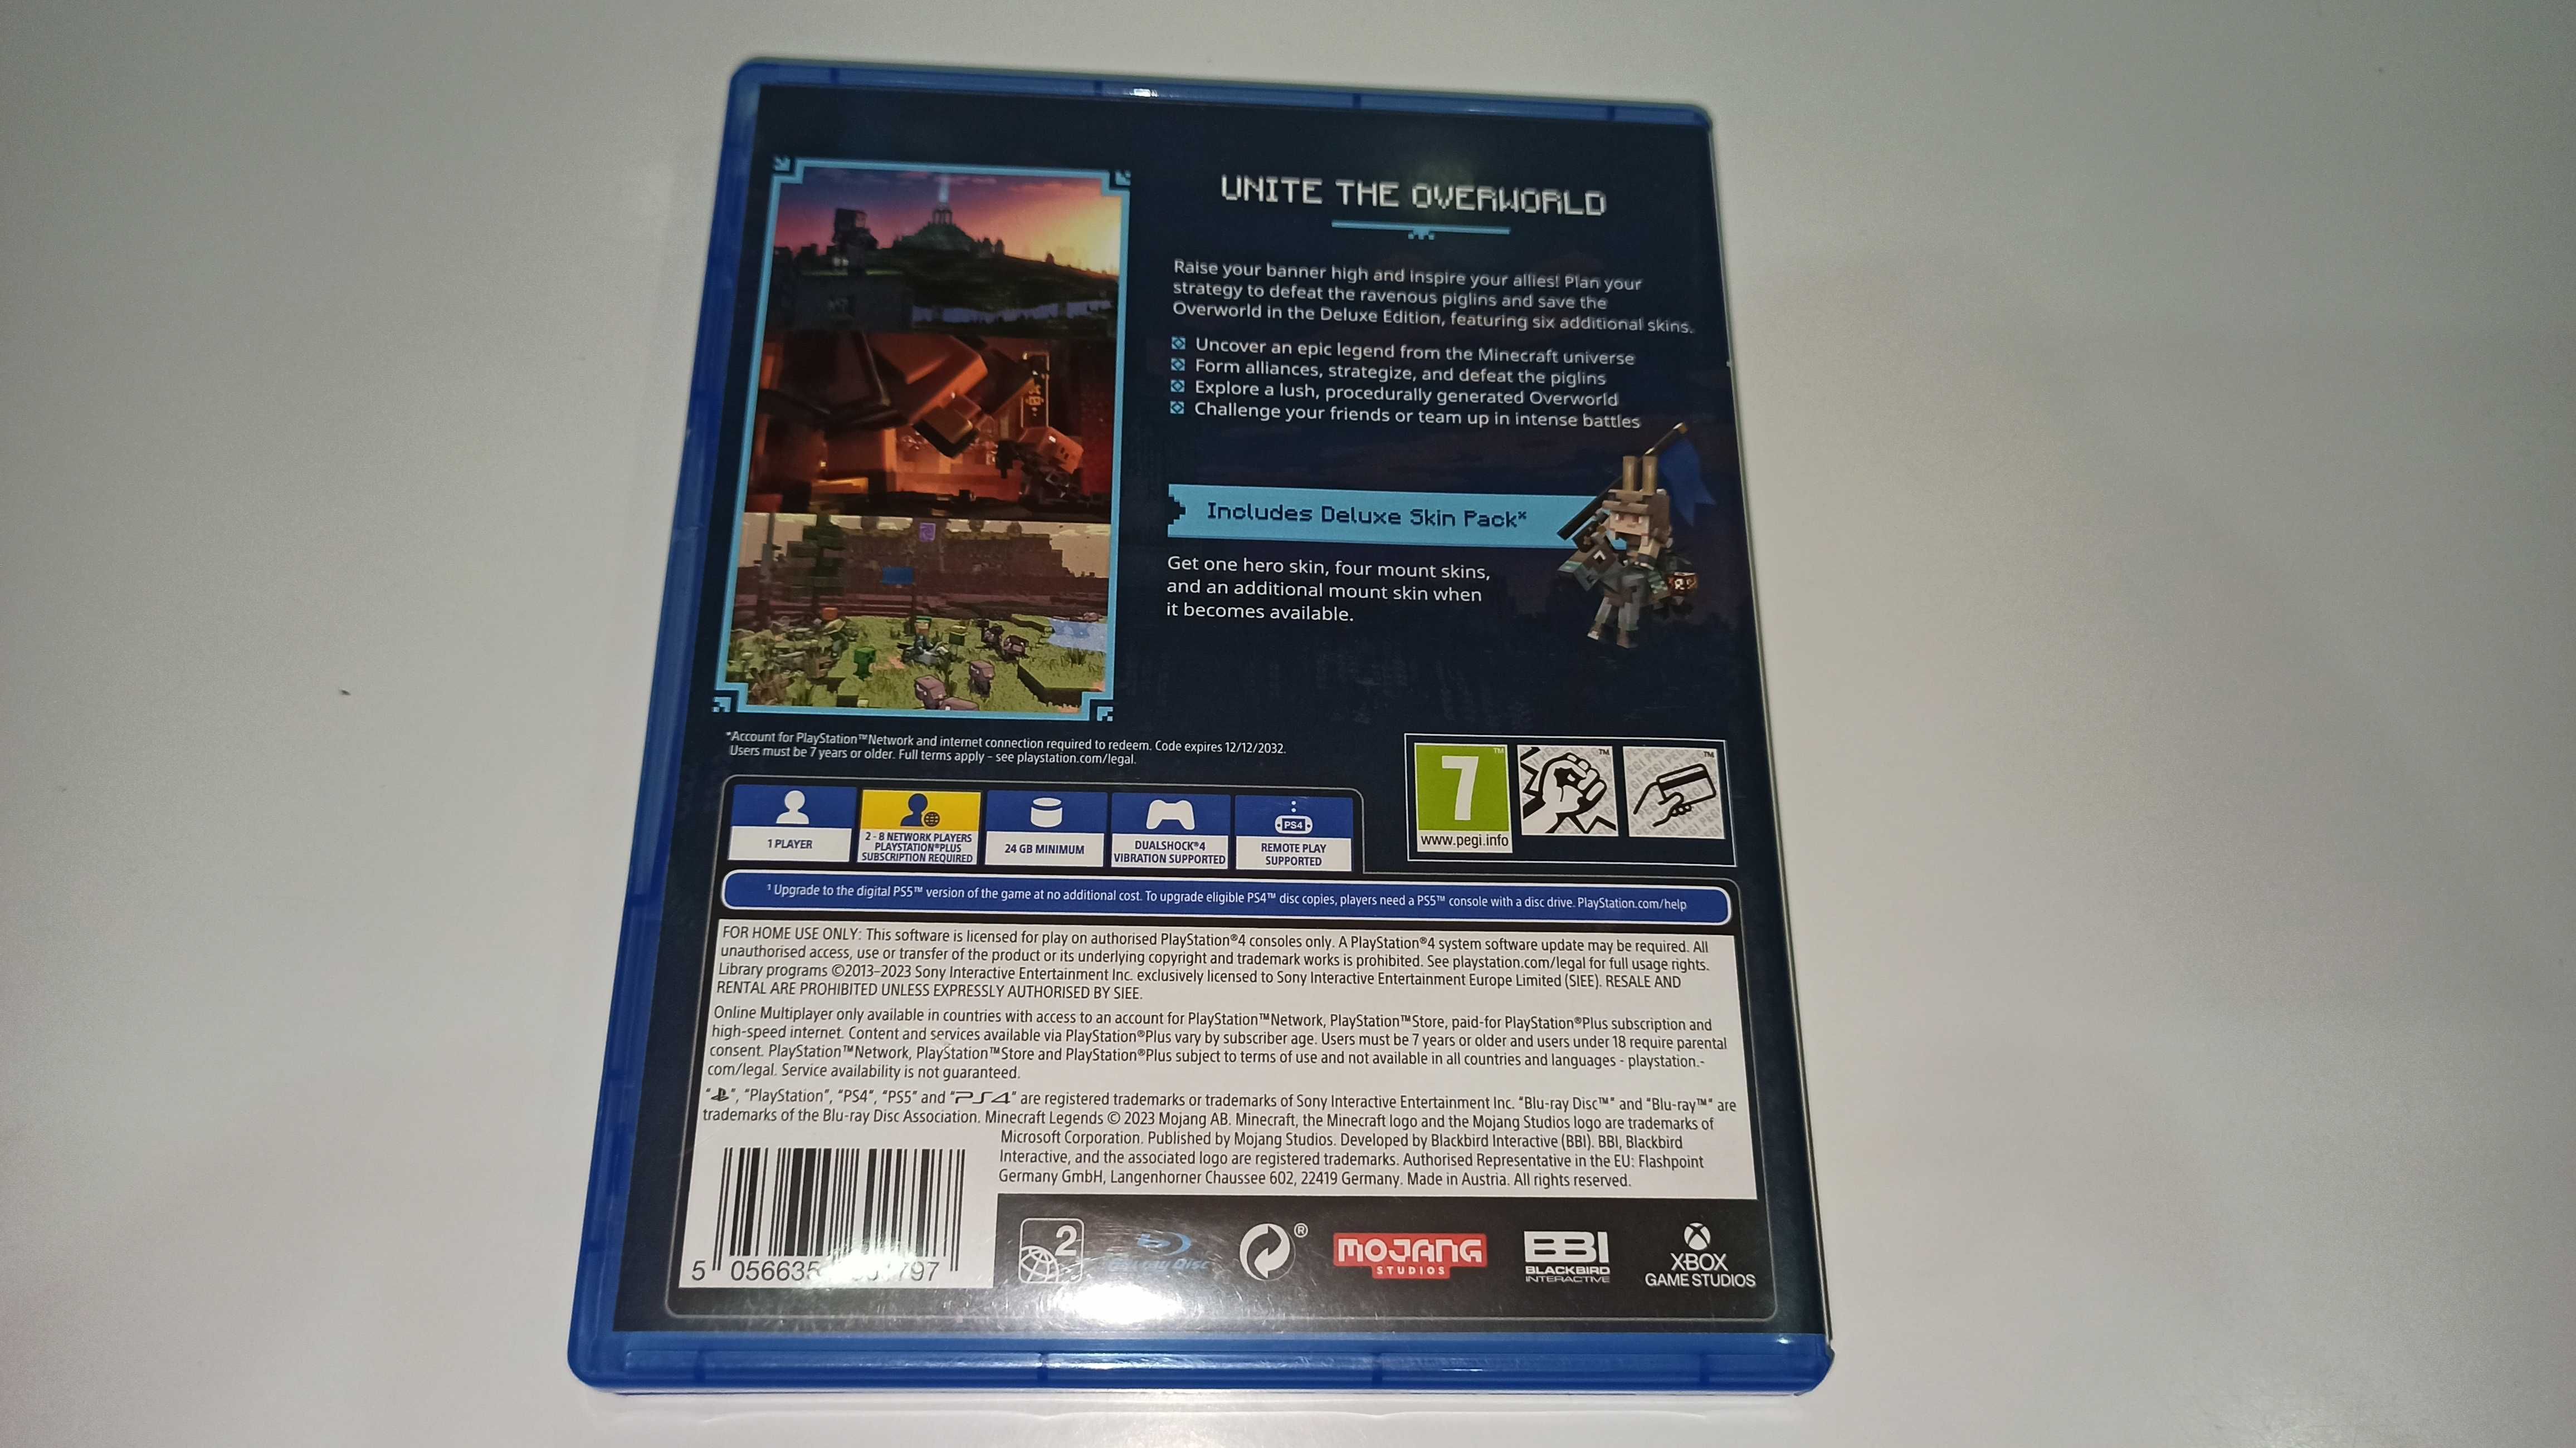 UNITE THE OVERWORLD
Raise your banner high and inspire your allies! Plan your
strategy to defeat the ravenous piglins and save the
Overworld in the Deluxe Edition, featuring six additional skins.
Uncover an epic legend from the Minecraft universe
Form alliances, strategize, and defeat the piglins
Explore a lush, procedurally generated Overworld
Challenge your friends or team up in intense battles
Includes Deluxe Skin Pack*
Get one hero skin, four mount skins,
and an additional mount skin when
it becomes available.
*Account for PlayStation™Network and internet connection required to redeem. Code expires 12/12/2032.
Users must be 7 years or older. Full terms apply – see playstation.com/legal.
1 PLAYER
2 - 8 NETWORK PLAYERS
PLAYSTATION®PLUS
SUBSCRIPTION REQUIRED
24 GB MINIMUM
DUALSHOCK®4
VIBRATION SUPPORTED
PS4
REMOTE PLAY
SUPPORTED
7™
www.pegi.info
™
™
¹ Upgrade to the digital PS5™ version of the game at no additional cost. To upgrade eligible PS4™ disc copies, players need a PS5™ console with a disc drive. PlayStation.com/help
FOR HOME USE ONLY: This software is licensed for play on authorised PlayStation®4 consoles only. A PlayStation®4 system software update may be required. All
unauthorised access, use or transfer of the product or its underlying copyright and trademark works is prohibited. See playstation.com/legal for full usage rights.
Library programs ©2013–2023 Sony Interactive Entertainment Inc. exclusively licensed to Sony Interactive Entertainment Europe Limited (SIEE). RESALE AND
RENTAL ARE PROHIBITED UNLESS EXPRESSLY AUTHORISED BY SIEE.
Online Multiplayer only available in countries with access to an account for PlayStation™Network, PlayStation™Store, paid-for PlayStation®Plus subscription and
high-speed internet. Content and services available via PlayStation®Plus vary by subscriber age. Users must be 7 years or older and users under 18 require parental
consent. PlayStation™Network, PlayStation™Store and PlayStation®Plus subject to terms of use and not available in all countries and languages - playstation.-
com/legal. Service availability is not guaranteed.
“”, “PlayStation”, “PS4”, “PS5” and “PS4” are registered trademarks or trademarks of Sony Interactive Entertainment Inc. “Blu-ray Disc™” and “Blu-ray™” are
trademarks of the Blu-ray Disc Association. Minecraft Legends © 2023 Mojang AB. Minecraft, the Minecraft logo and the Mojang Studios logo are trademarks of
Microsoft Corporation. Published by Mojang Studios. Developed by Blackbird Interactive (BBI). BBI, Blackbird
Interactive, and the associated logo are registered trademarks. Authorised Representative in the EU: Flashpoint
Germany GmbH, Langenhorner Chaussee 602, 22419 Germany. Made in Austria. All rights reserved.
5 056635 797
2
Blu-ray Disc
®
MOJANG
STUDIOS
BBI
BLACKBIRD
INTERACTIVE
XBOX
GAME STUDIOS